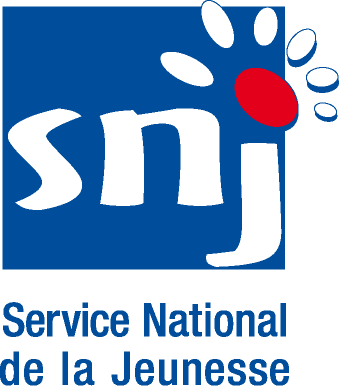 snj
Service National
de la Jeunesse